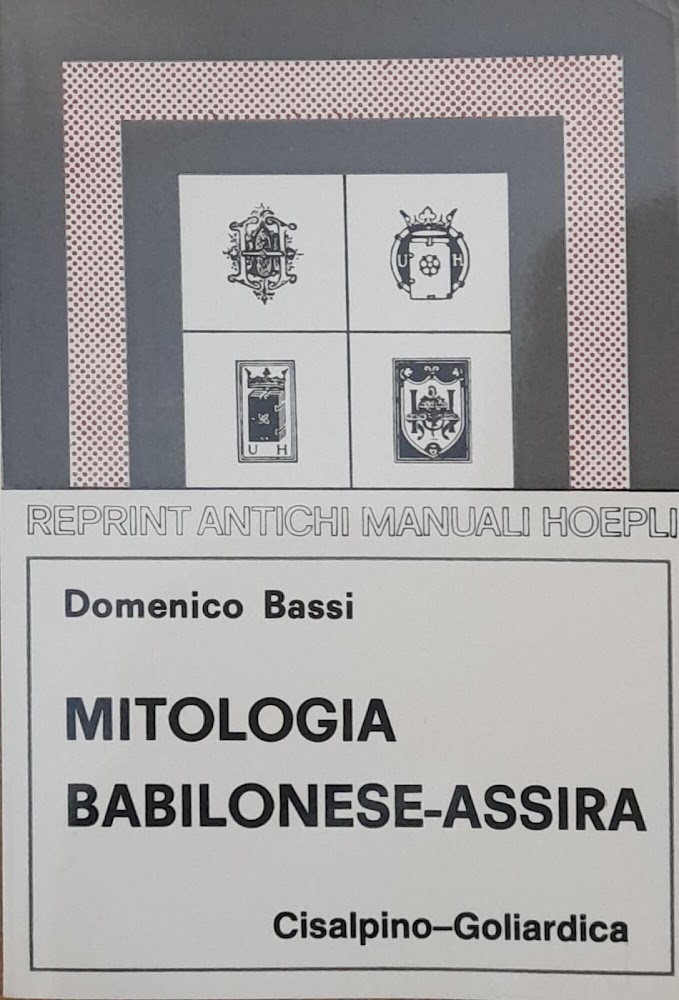 U H
U H
REPRINT ANTICHI MANUALI HOEPLI
Domenico Bassi
MITOLOGIA
BABILONESE-ASSIRA
Cisalpino–Goliardica